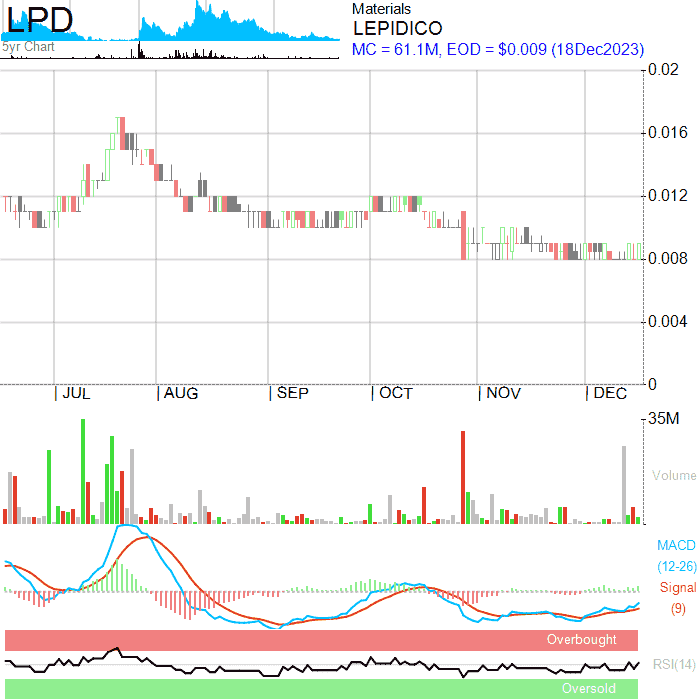 LPD
5yr Chart
Materials
LEPIDICO
MC = 61.1M, EOD = $0.009 (18Dec2023)
0.02
0.016
0.012
0.008
0.004
0
JUL
AUG
SEP
OCT
NOV
DEC
35M
Volume
MACD
(12-26)
Signal
(9)
Overbought
RSI(14)
Oversold